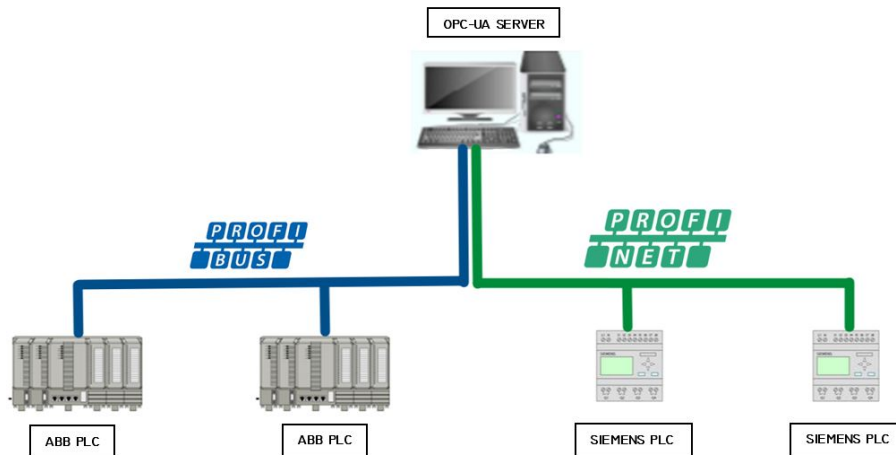 OPC-UA SERVER
PROFI
BUS
PROFI
NET
ABB PLC
ABB PLC
SIEMENS PLC
SIEMENS PLC